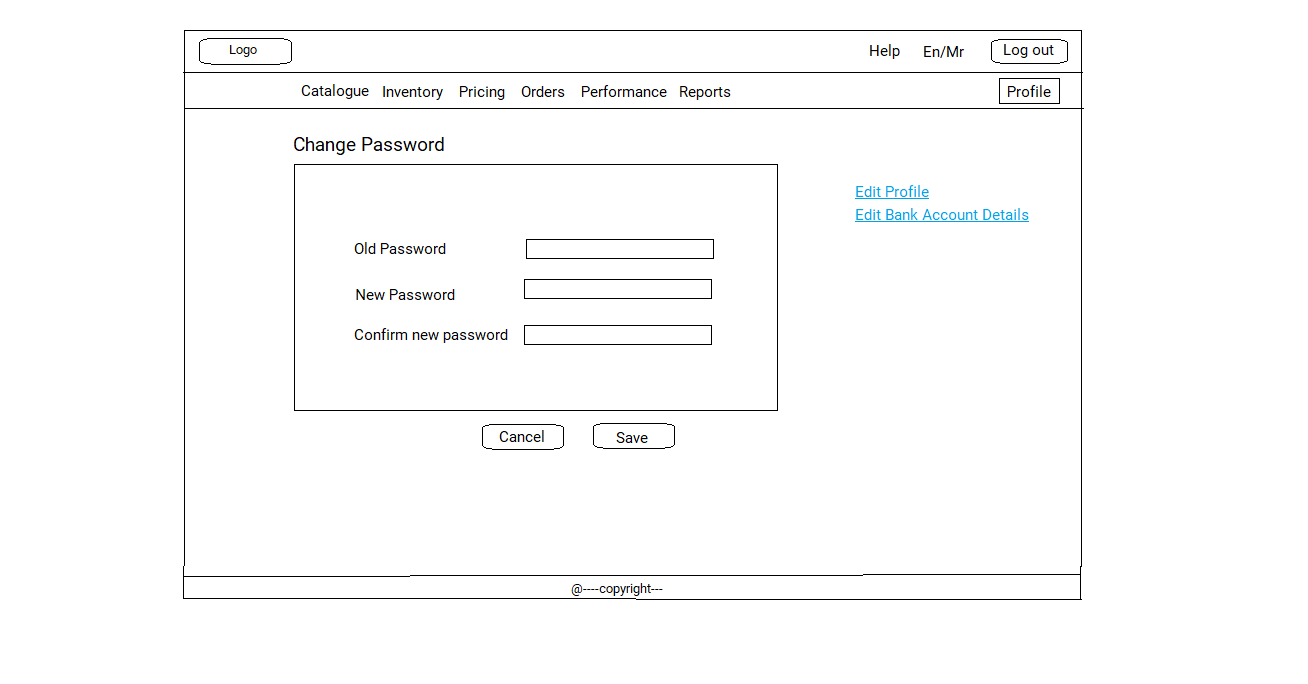 Logo
Help En/Mr Log out
Catalogue Inventory Pricing Orders Performance Reports Profile
Change Password
Edit Profile
Edit Bank Account Details
Old Password
New Password
Confirm new password
Cancel Save
@----copyright---